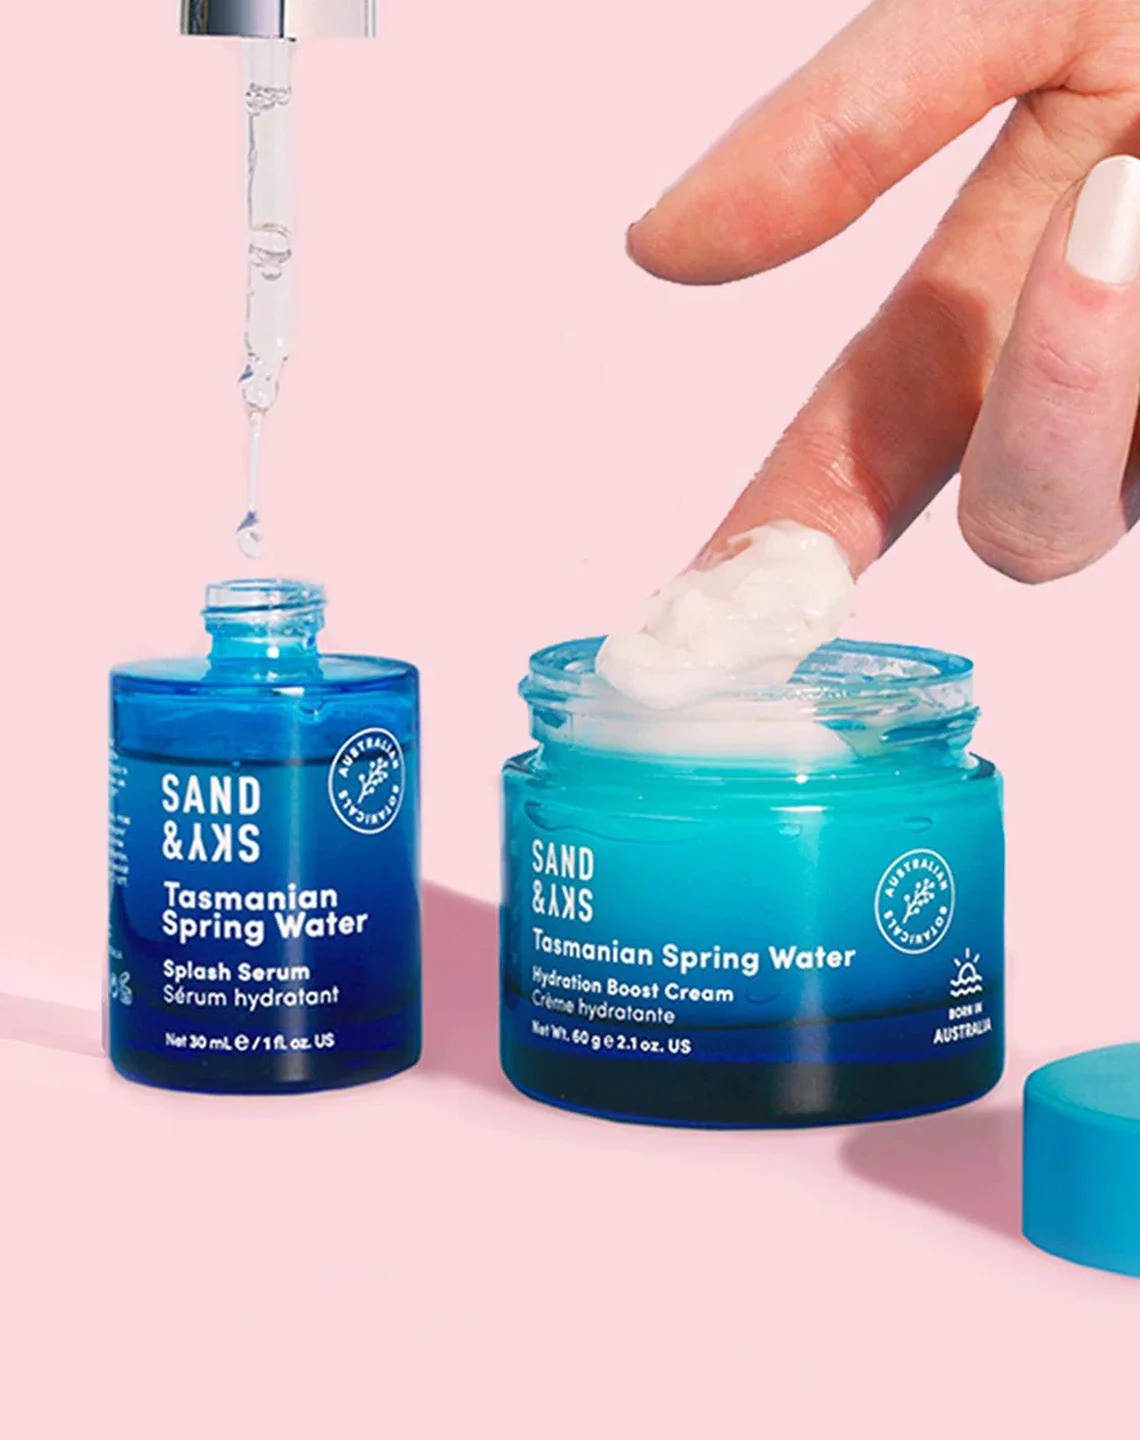 SAND
&SKY
AUSTRALIAN BOTANICALS
Tasmanian
Spring Water
Splash Serum
Sérum hydratant
Net 30 mL e / 1 fl. oz. US
SAND
&SKY
AUSTRALIAN BOTANICALS
Tasmanian Spring Water
Hydration Boost Cream
Crème hydratante
Net Wt. 60 g e 2.1 oz. US
BORN IN
AUSTRALIA